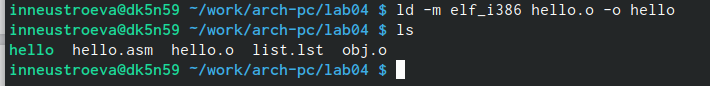 inneustroeva@dk5n59 ~/work/arch-pc/lab04 $ ld -m elf_i386 hello.o -o hello
inneustroeva@dk5n59 ~/work/arch-pc/lab04 $ ls
hello  hello.asm  hello.o  list.lst  obj.o
inneustroeva@dk5n59 ~/work/arch-pc/lab04 $